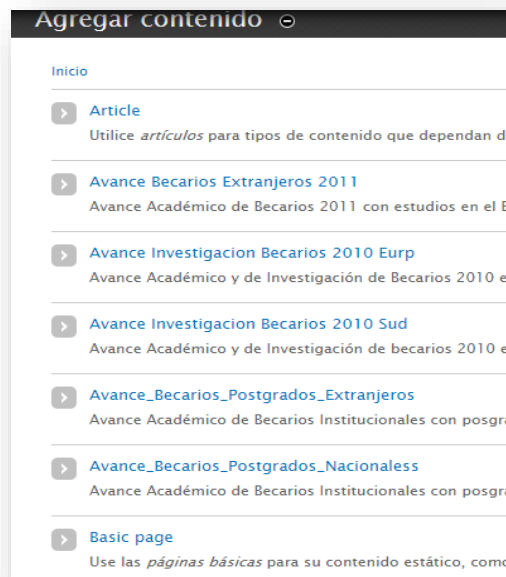 Agregar contenido
Inicio
Article
Utilice artículos para tipos de contenido que dependan d
Avance Becarios Extranjeros 2011
Avance Académico de Becarios 2011 con estudios en el E
Avance Investigacion Becarios 2010 Eurp
Avance Académico y de Investigación de Becarios 2010 e
Avance Investigacion Becarios 2010 Sud
Avance Académico y de Investigación de becarios 2010 e
Avance_Becarios_Postgrados_Extranjeros
Avance Académico de Becarios Institucionales con posgra
Avance_Becarios_Postgrados_Nacionaless
Avance Académico de Becarios Institucionales con posgra
Basic page
Use las páginas básicas para su contenido estático, como